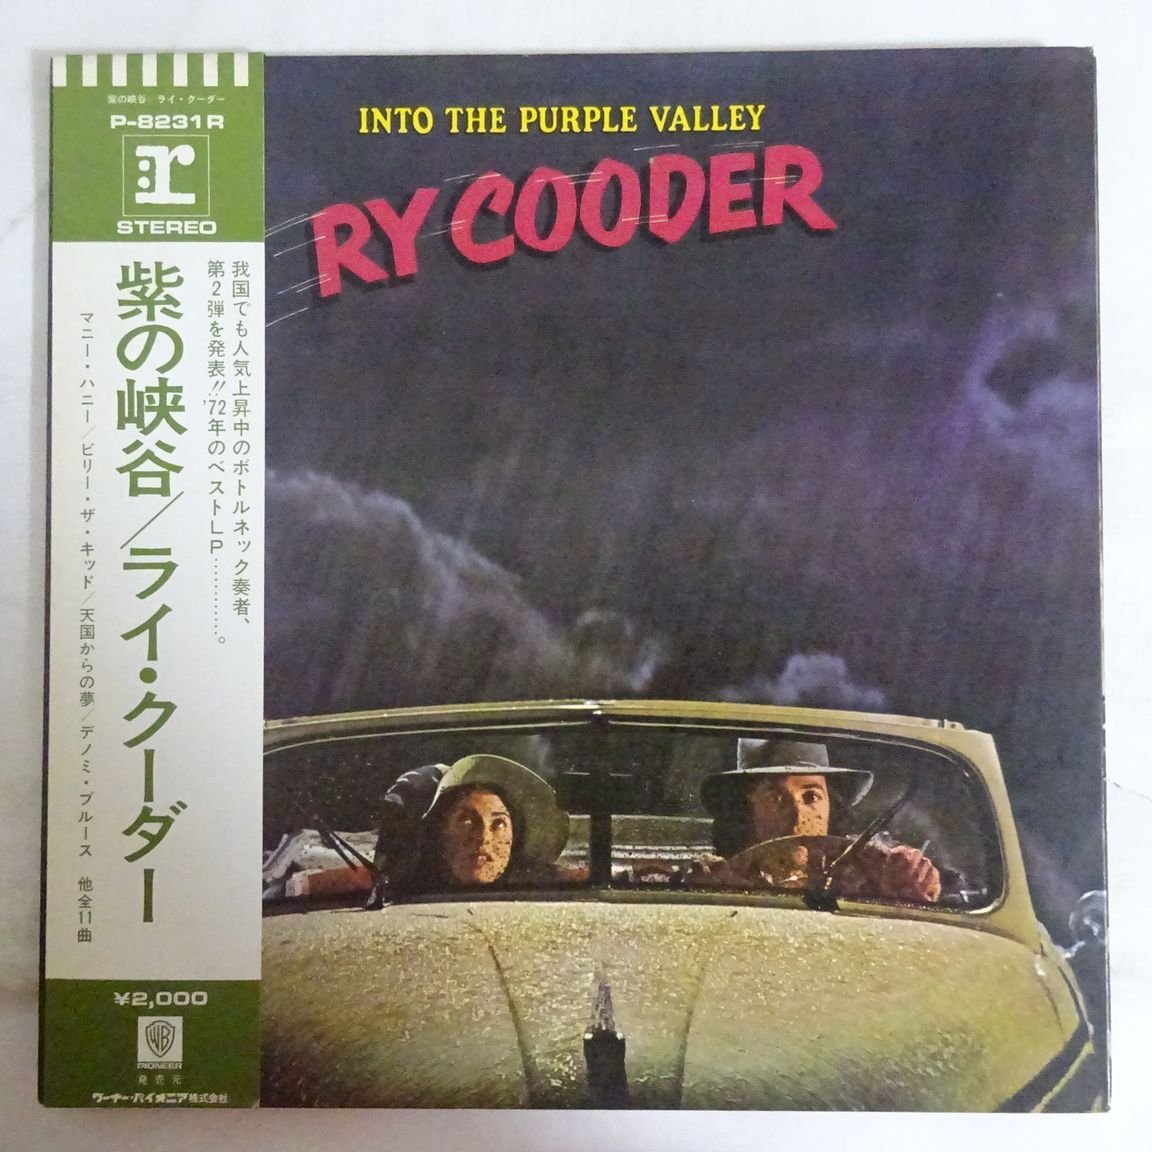 紫の峡谷 ライ・クーダー
P-8231R
r
STEREO
我国でも人気上昇中のボトルネック奏者、
第2弾を発表!!'72年のベストLP…………。
紫の峡谷/ライ・クーダー
マニー・ハニー/ビリー・ザ・キッド/天国からの夢/デノミ・ブルース 他全11曲
¥2,000
WB
PIONEER
発売元
ワーナー・パイオニア株式会社
INTO THE PURPLE VALLEY
RY COODER